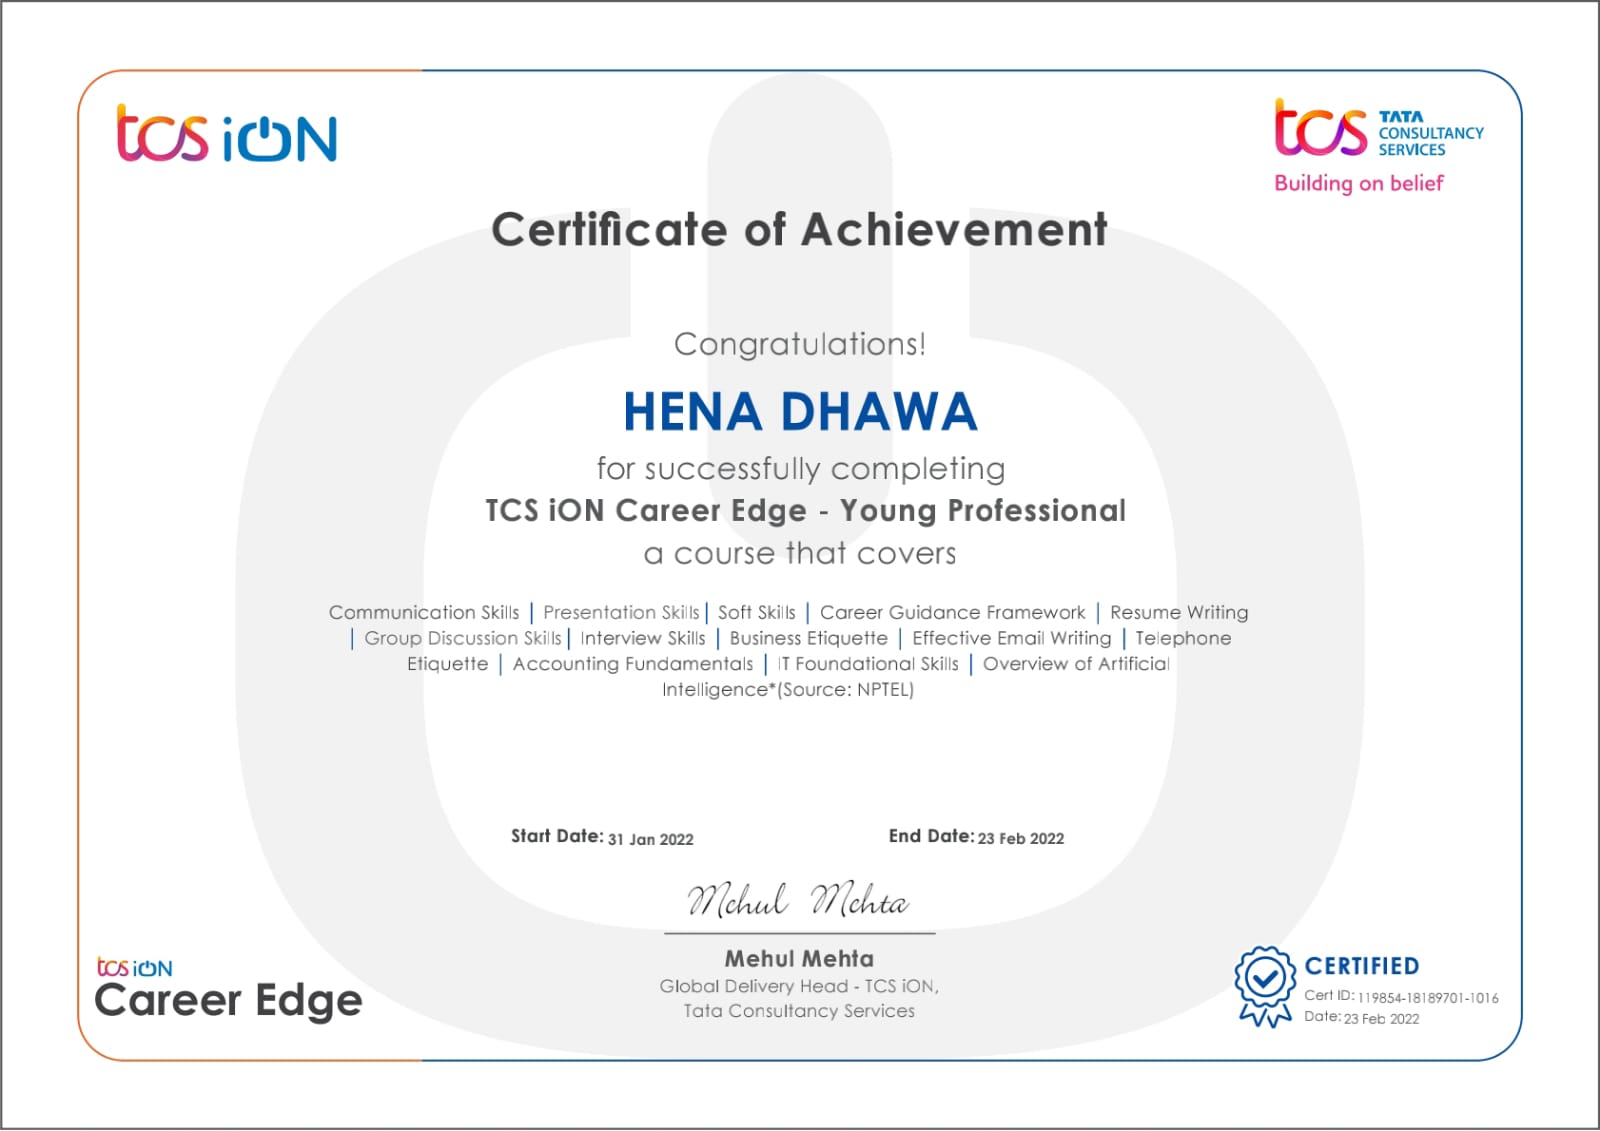 tcs iON
tcs TATA
CONSULTANCY
SERVICES
Building on belief
Certificate of Achievement
Congratulations!
HENA DHAWA
for successfully completing
TCS iON Career Edge - Young Professional
a course that covers
Communication Skills | Presentation Skills | Soft Skills | Career Guidance Framework | Resume Writing
| Group Discussion Skills | Interview Skills | Business Etiquette | Effective Email Writing | Telephone
Etiquette | Accounting Fundamentals | IT Foundational Skills | Overview of Artificial
Intelligence*(Source: NPTEL)
Start Date: 31 Jan 2022
End Date: 23 Feb 2022
Mehul Mehta
Mehul Mehta
Global Delivery Head - TCS iON,
Tata Consultancy Services
tcs iON
Career Edge
CERTIFIED
Cert ID: 119854-18189701-1016
Date: 23 Feb 2022